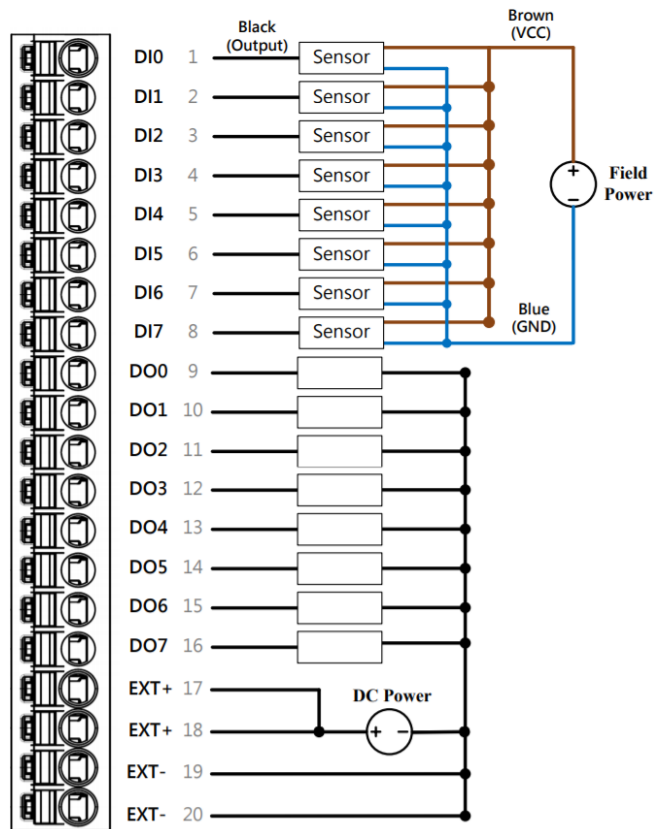 Black
(Output)
Brown
(VCC)
DI0 1 Sensor
DI1 2 Sensor
DI2 3 Sensor
DI3 4 Sensor
+
Field
Power
−
DI4 5 Sensor
DI5 6 Sensor
DI6 7 Sensor
Blue
(GND)
DI7 8 Sensor
DO0 9
DO1 10
DO2 11
DO3 12
DO4 13
DO5 14
DO6 15
DO7 16
EXT+ 17
DC Power
EXT+ 18 + −
EXT- 19
EXT- 20